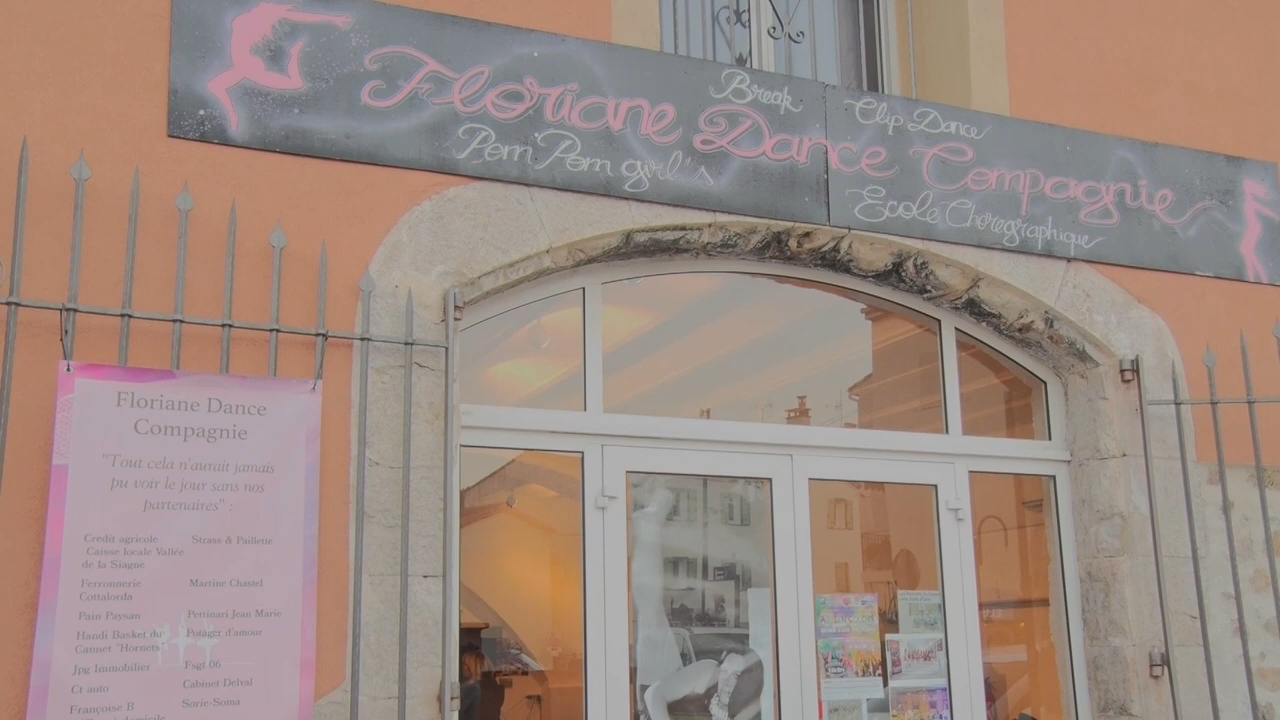 Break
Clip Dance
Floriane Dance Compagnie
Pom Pom girl's
Ecole Choregraphique
Floriane Dance
Compagnie
"Tout cela n'aurait jamais
pu voir le jour sans nos
partenaires" :
Credit agricole
Caisse locale Vallée
de la Siagne
Strass & Paillette
Ferronnerie
Cottalorda
Martine Chastel
Pain Paysan
Pettinari Jean Marie
Handi Basket du
Cannet "Hornets
Potager d'amour
Jpg Immobilier
Fsgt 06
Ct auto
Cabinet Delval
Françoise B
Sorie-Soma